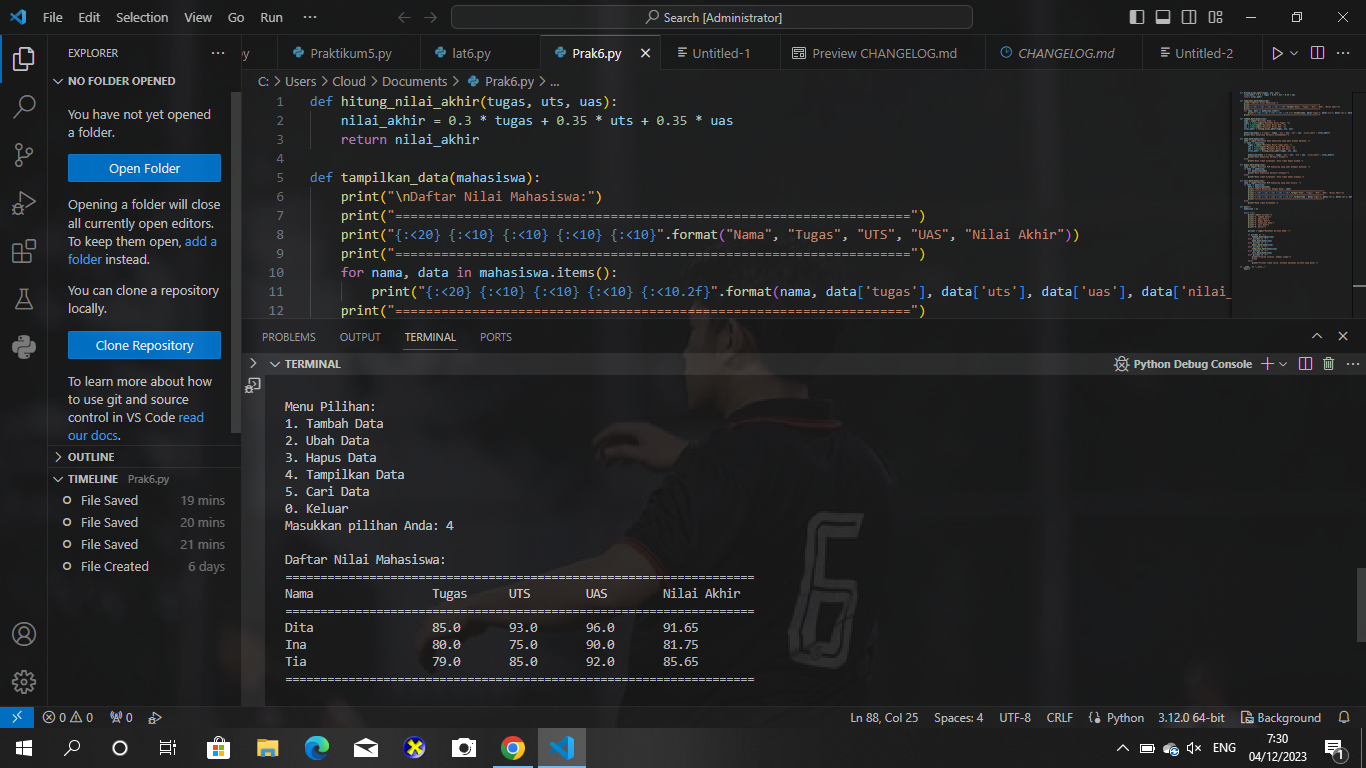 File Edit Selection View Go Run ··· Search [Administrator]
EXPLORER ···
py Praktikum5.py lat6.py Prak6.py Untitled-1 Preview CHANGELOG.md CHANGELOG.md Untitled-2
NO FOLDER OPENED
You have not yet opened
a folder.
Open Folder
Opening a folder will close
all currently open editors.
To keep them open, add a
folder instead.
You can clone a repository
locally.
Clone Repository
To learn more about how
to use git and source
control in VS Code read
our docs.
OUTLINE
TIMELINE Prak6.py
File Saved 19 mins
File Saved 20 mins
File Saved 21 mins
File Created 6 days
C: > Users > Cloud > Documents > Prak6.py > ...
1 def hitung_nilai_akhir(tugas, uts, uas):
2 nilai_akhir = 0.3 * tugas + 0.35 * uts + 0.35 * uas
3 return nilai_akhir
4
5 def tampilkan_data(mahasiswa):
6 print("\nDaftar Nilai Mahasiswa:")
7 print("===================================================================")
8 print("{:<20} {:<10} {:<10} {:<10} {:<10}".format("Nama", "Tugas", "UTS", "UAS", "Nilai Akhir"))
9 print("===================================================================")
10 for nama, data in mahasiswa.items():
11 print("{:<20} {:<10} {:<10} {:<10} {:<10.2f}".format(nama, data['tugas'], data['uts'], data['uas'], data['nilai_
12 print("===================================================================")
PROBLEMS OUTPUT TERMINAL PORTS
TERMINAL Python Debug Console
Menu Pilihan:
1. Tambah Data
2. Ubah Data
3. Hapus Data
4. Tampilkan Data
5. Cari Data
0. Keluar
Masukkan pilihan Anda: 4
Daftar Nilai Mahasiswa:
===================================================================
Nama Tugas UTS UAS Nilai Akhir
===================================================================
Dita 85.0 93.0 96.0 91.65
Ina 80.0 75.0 90.0 81.75
Tia 79.0 85.0 92.0 85.65
===================================================================
6
0 0 0 Ln 88, Col 25 Spaces: 4 UTF-8 CRLF Python 3.12.0 64-bit Background
ENG 7:30
04/12/2023 1